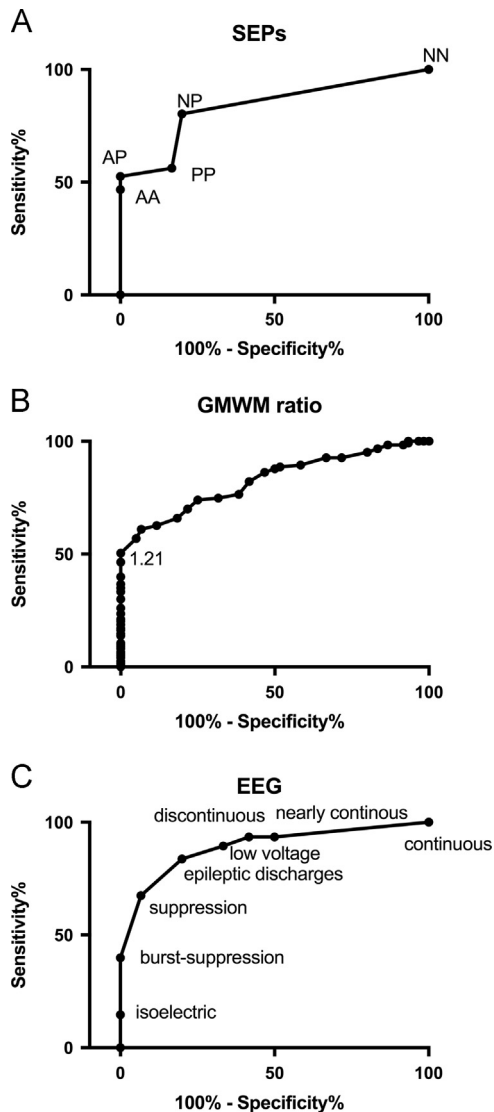 A
SEPs
100
NN
NP
AP
PP
50
AA
Sensitivity%
0
0 50 100
100% - Specificity%
B
GMWM ratio
100
50
1.21
Sensitivity%
0
0 50 100
100% - Specificity%
C
EEG
discontinuous nearly continous
100
continuous
low voltage
epileptic discharges
suppression
50
burst-suppression
Sensitivity%
isoelectric
0
0 50 100
100% - Specificity%